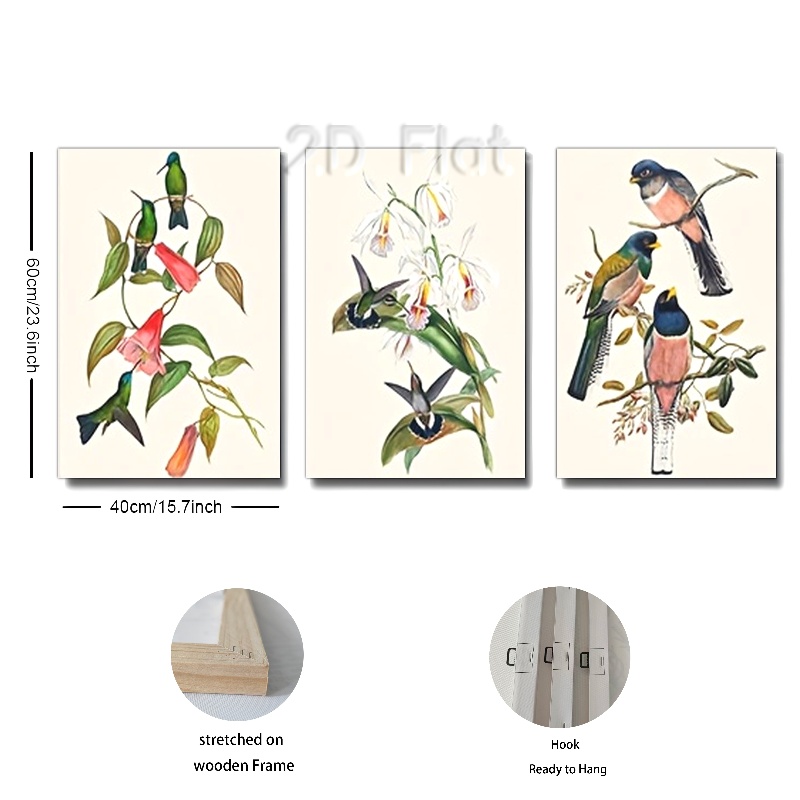 2D Flat
60cm/23.6inch
40cm/15.7inch
stretched on
wooden Frame
Hook
Ready to Hang